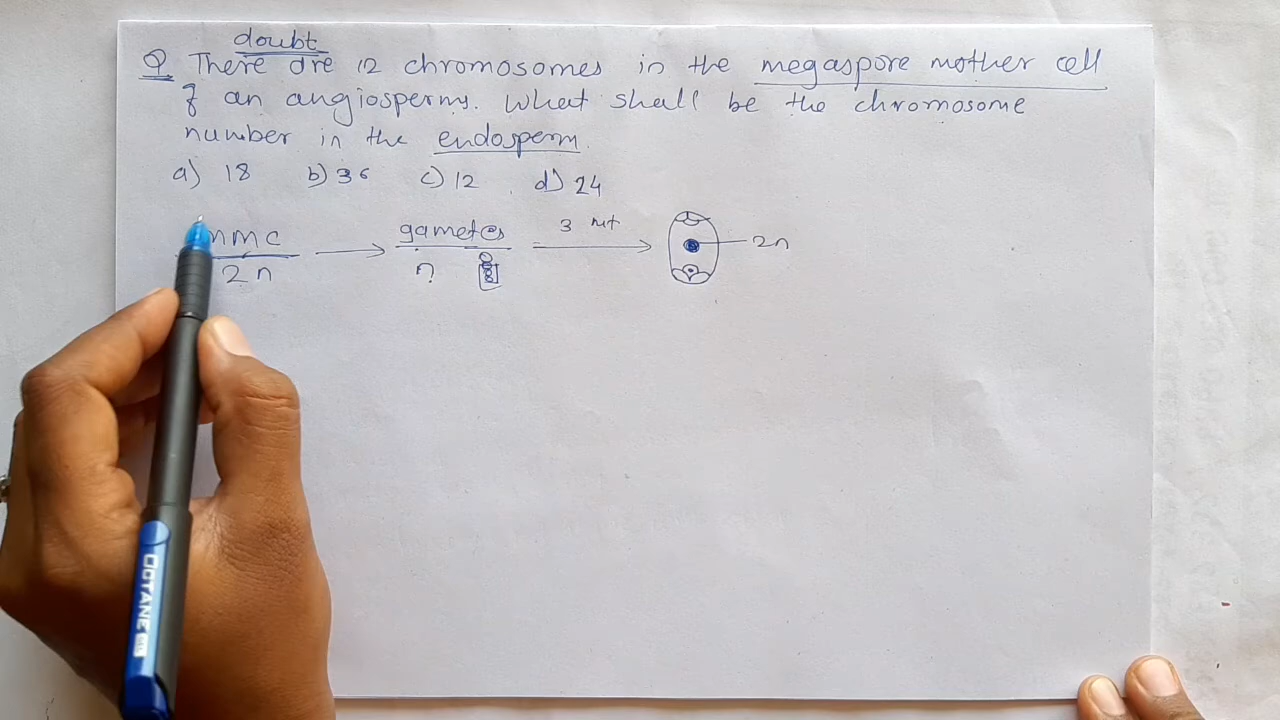 doubt
Q There are 12 chromosomes in the megaspore mother cell
of an angiosperms. What shall be the chromosome
number in the endosperm.
a) 18 b) 36 c) 12 d) 24
mmc gametes 3 mt
2n n 2n
OCTANE